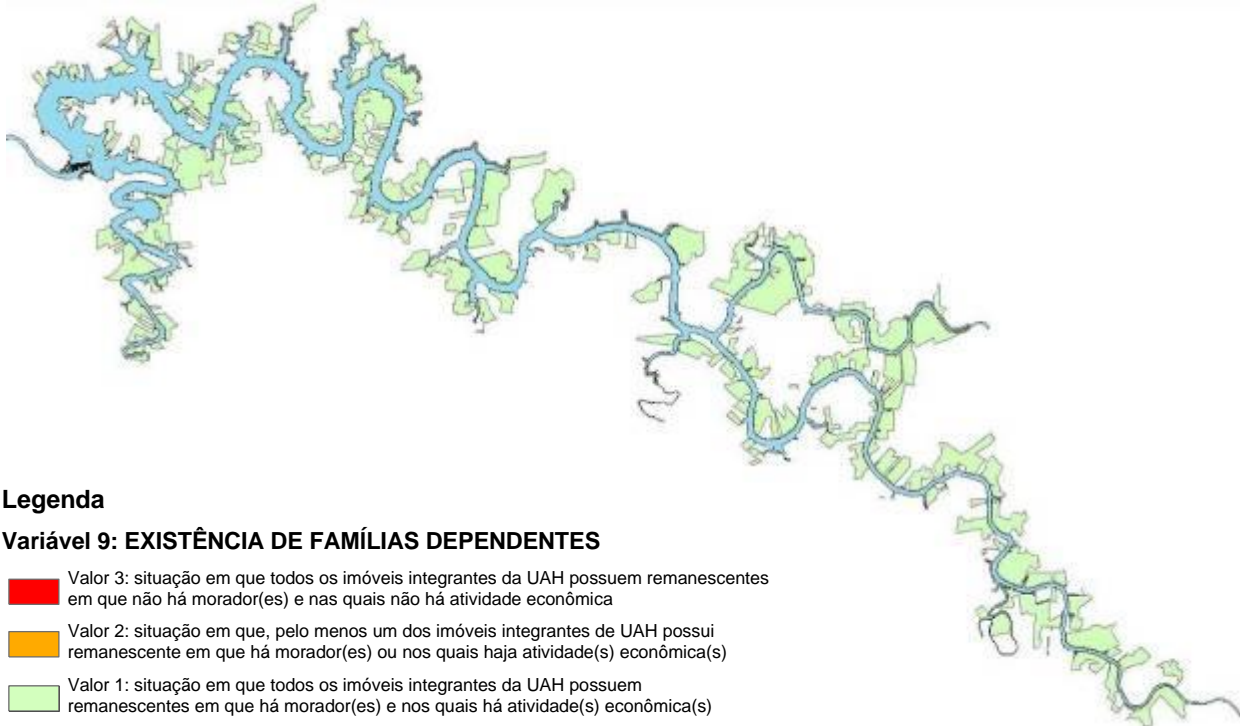 Legenda
Variável 9: EXISTÊNCIA DE FAMÍLIAS DEPENDENTES
Valor 3: situação em que todos os imóveis integrantes da UAH possuem remanescentes
em que não há morador(es) e nas quais não há atividade econômica
Valor 2: situação em que, pelo menos um dos imóveis integrantes de UAH possui
remanescente em que há morador(es) ou nos quais haja atividade(s) econômica(s)
Valor 1: situação em que todos os imóveis integrantes da UAH possuem
remanescentes em que há morador(es) e nos quais há atividade(s) econômica(s)